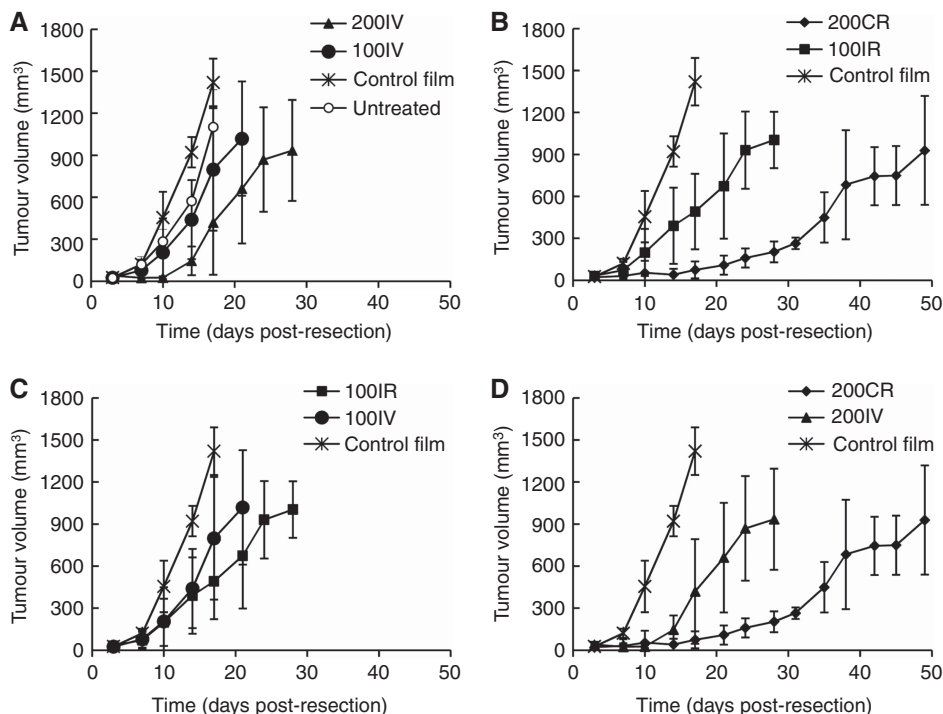 A
1800
1500
1200
900
600
300
0
Tumour volume (mm³)
0 10 20 30 40 50
Time (days post-resection)
200IV
100IV
Control film
Untreated
B
1800
1500
1200
900
600
300
0
Tumour volume (mm³)
0 10 20 30 40 50
Time (days post-resection)
200CR
100IR
Control film
C
1800
1500
1200
900
600
300
0
Tumour volume (mm³)
0 10 20 30 40 50
Time (days post-resection)
100IR
100IV
Control film
D
1800
1500
1200
900
600
300
0
Tumour volume (mm³)
0 10 20 30 40 50
Time (days post-resection)
200CR
200IV
Control film